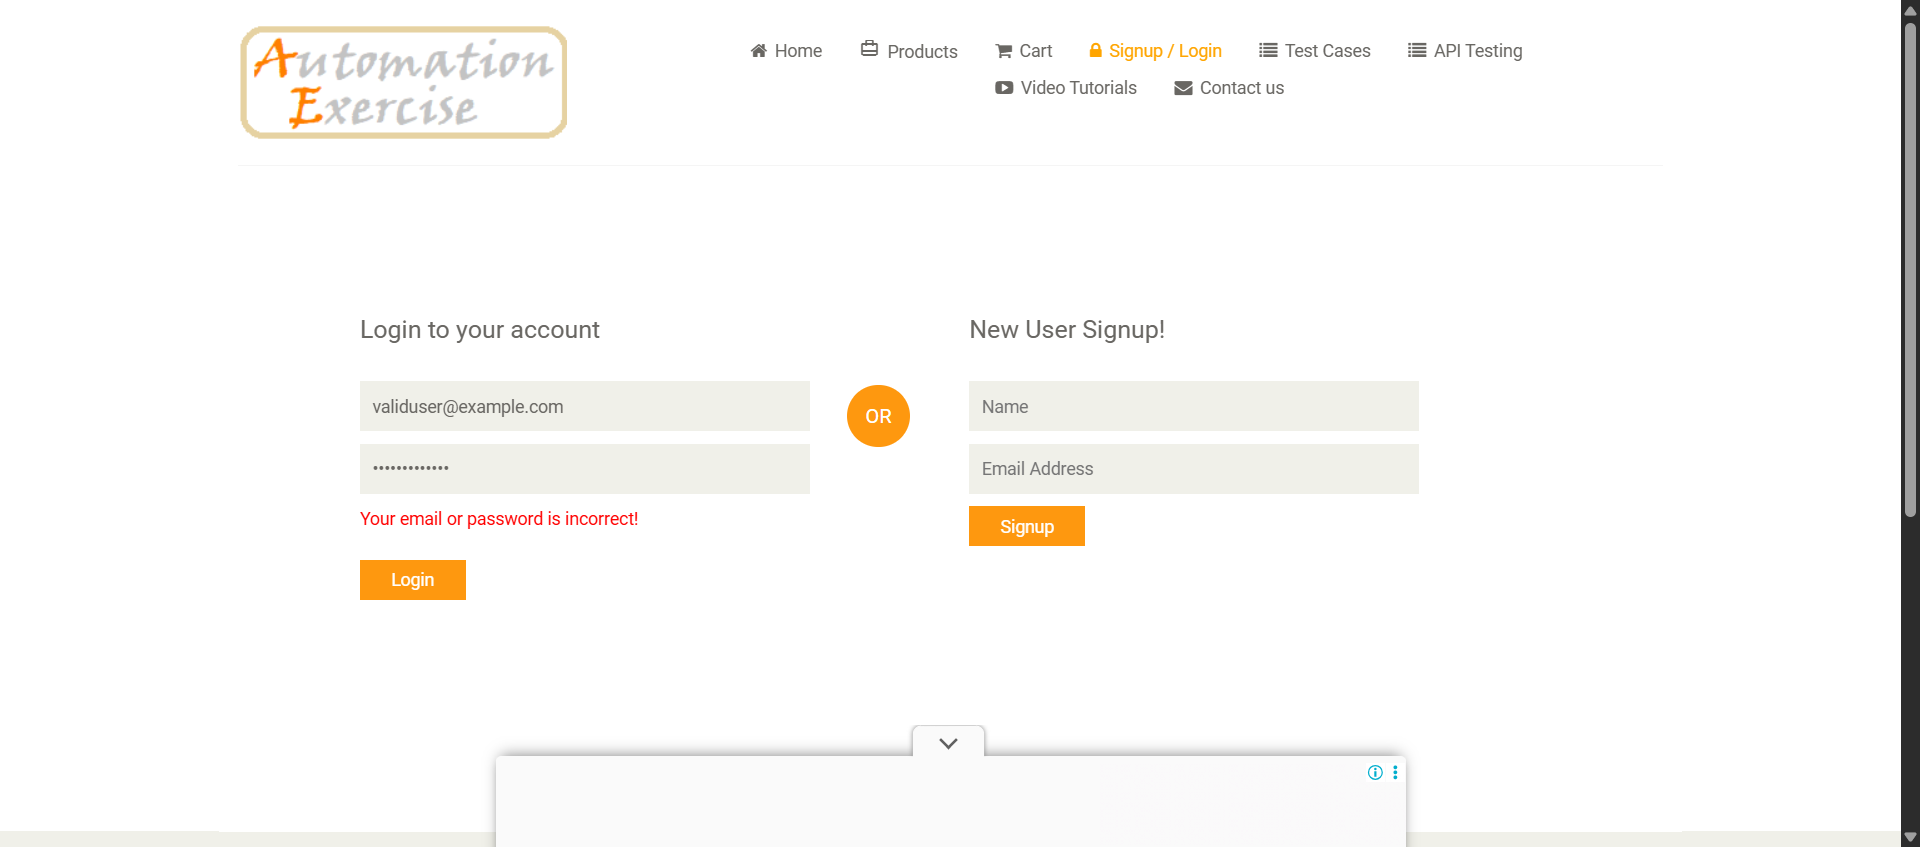 Automation
Exercise
Home
Products
Cart
Signup / Login
Test Cases
API Testing
Video Tutorials
Contact us
Login to your account
validuser@example.com
•••••••••••••
Your email or password is incorrect!
Login
OR
New User Signup!
Name
Email Address
Signup